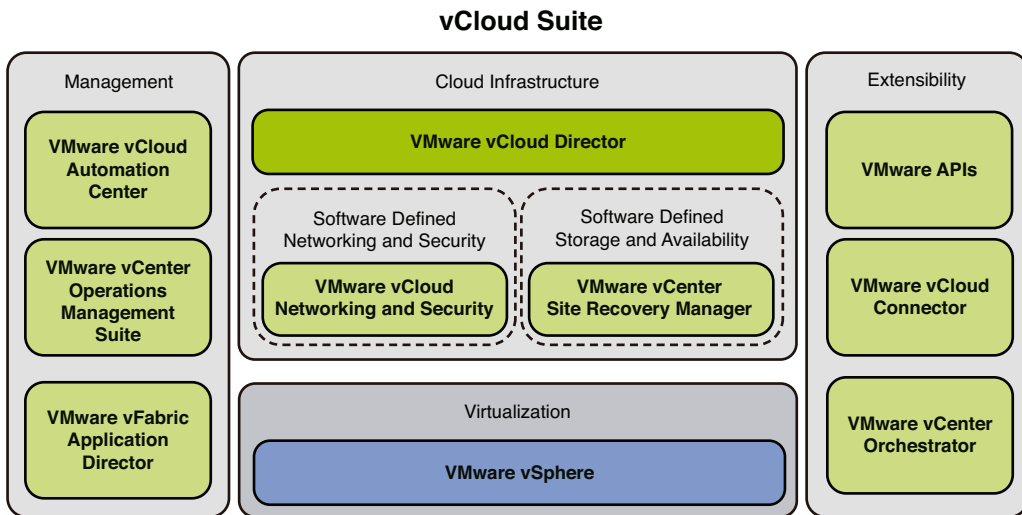 vCloud Suite
Management
VMware vCloud
Automation
Center
VMware vCenter
Operations
Management
Suite
VMware vFabric
Application
Director
Cloud Infrastructure
VMware vCloud Director
Software Defined
Networking and Security
VMware vCloud
Networking and Security
Software Defined
Storage and Availability
VMware vCenter
Site Recovery Manager
Virtualization
VMware vSphere
Extensibility
VMware APIs
VMware vCloud
Connector
VMware vCenter
Orchestrator